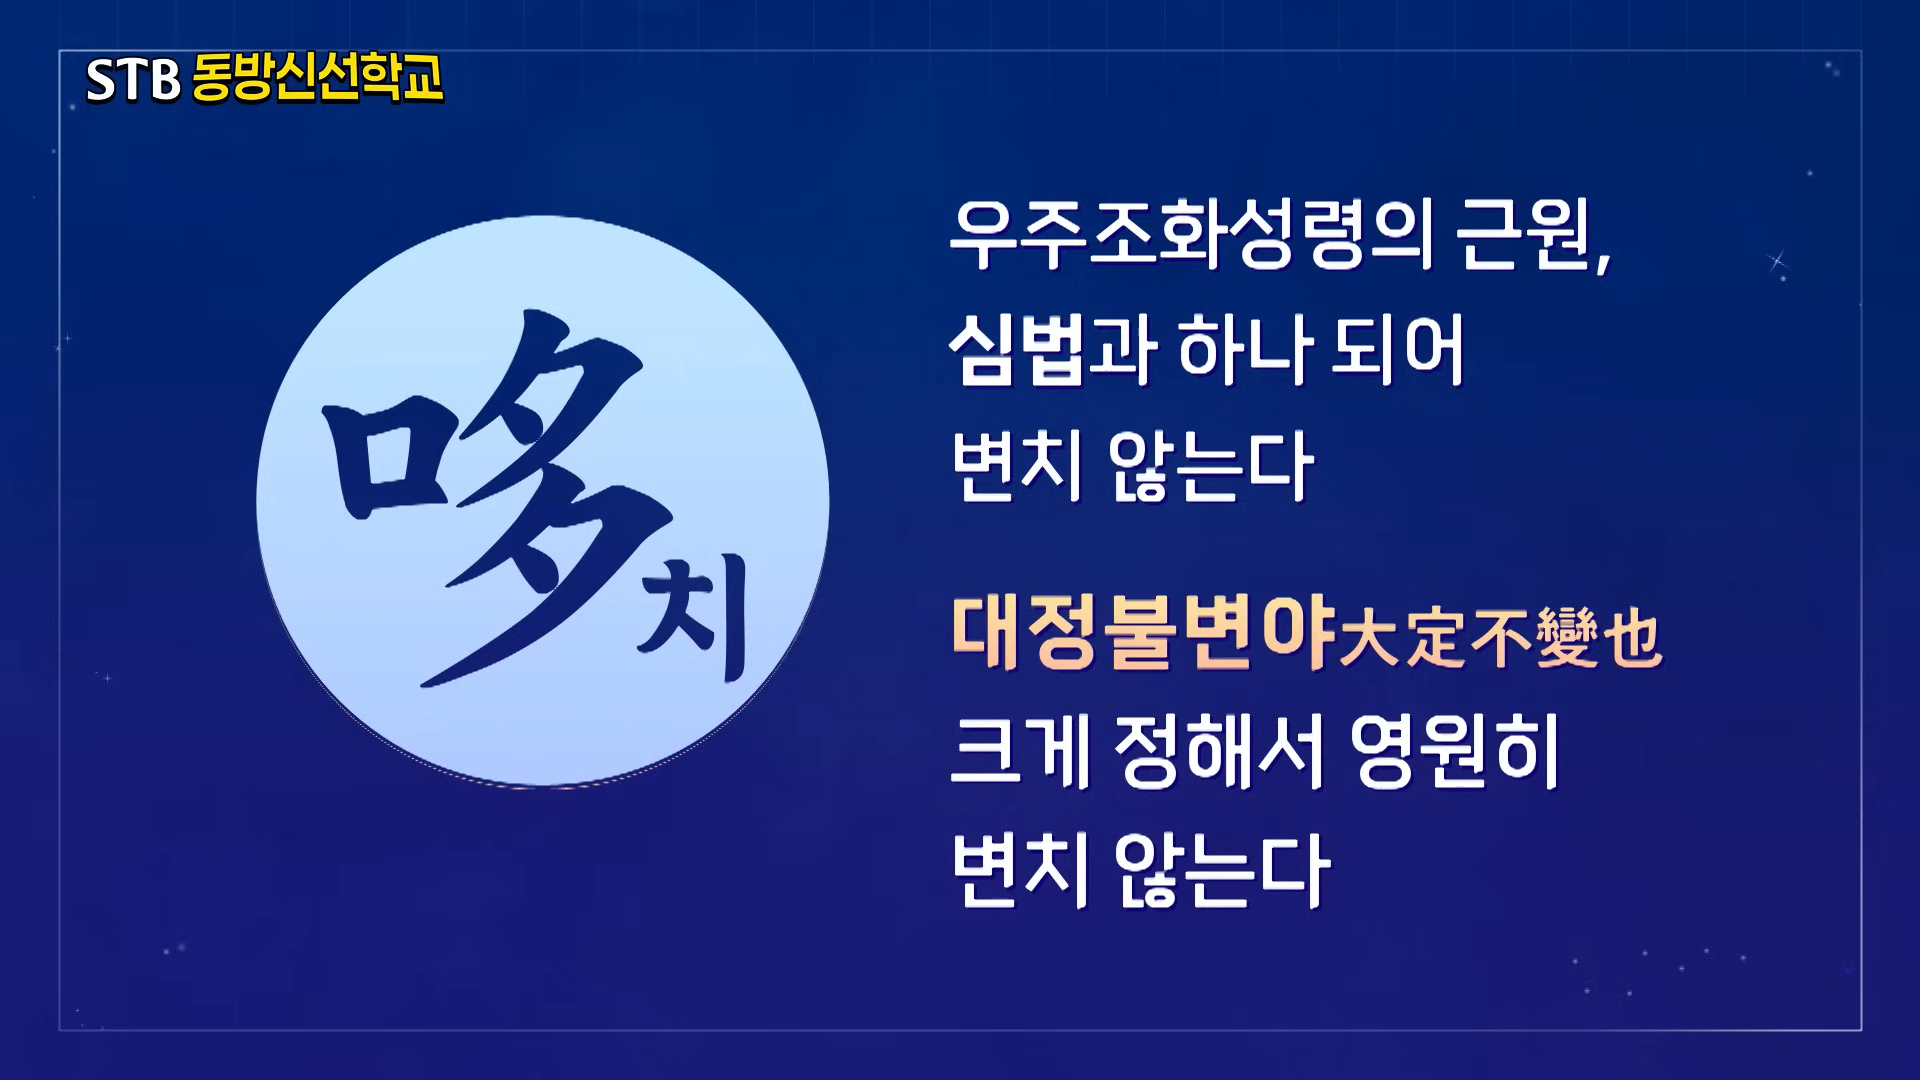 STB 동방신선학교
哆치
우주조화성령의 근원,
심법과 하나 되어
변치 않는다
대정불변야大定不變也
크게 정해서 영원히
변치 않는다